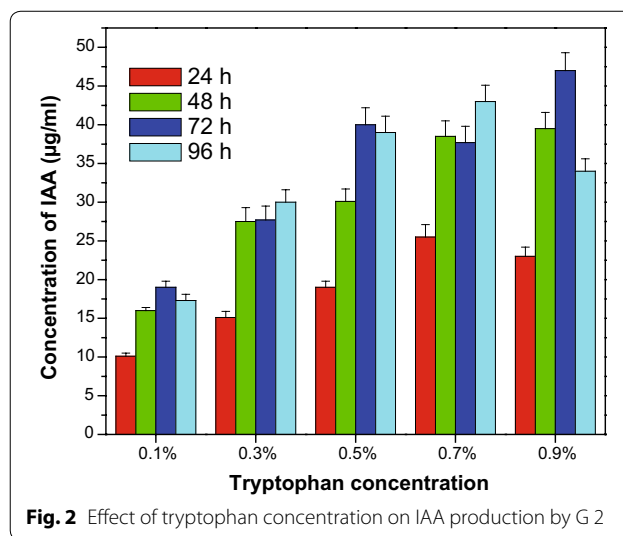 50
45
40
35
30
25
20
15
10
5
0
Concentration of IAA (µg/ml)
24 h
48 h
72 h
96 h
0.1% 0.3% 0.5% 0.7% 0.9%
Tryptophan concentration
Fig. 2 Effect of tryptophan concentration on IAA production by G 2